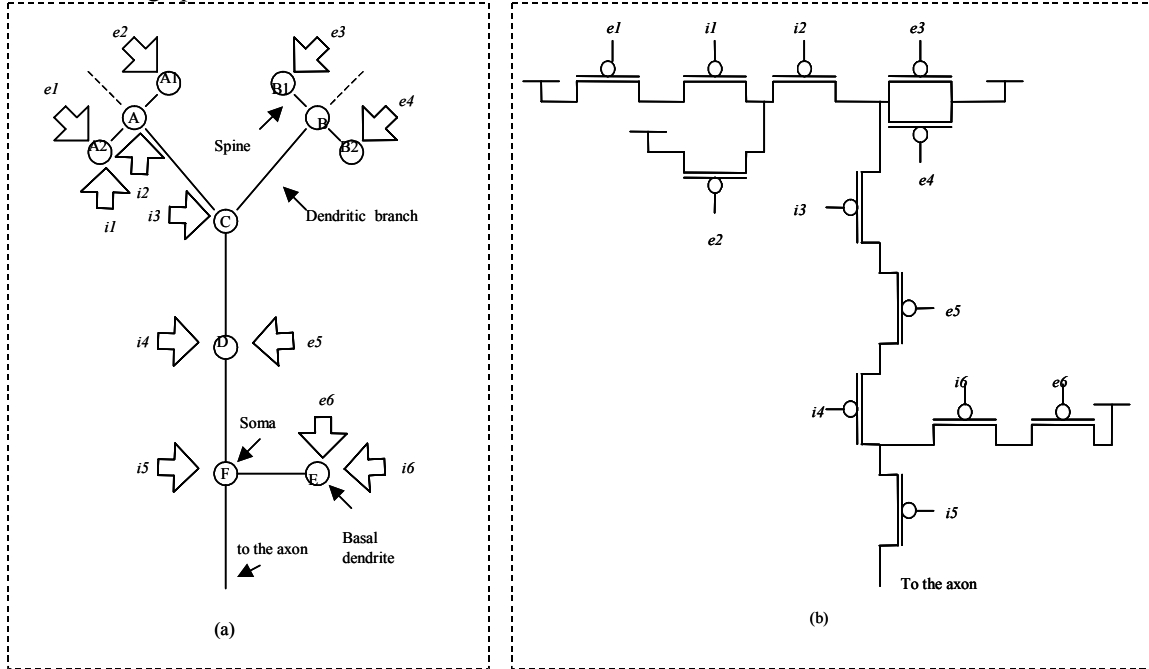 e2
e3
A1
B1
e1
e4
A
B
Spine
A2
B2
i2
i1
i3
C
Dendritic branch
i4
D
e5
e6
Soma
i5
F
E
i6
Basal
dendrite
to the axon
(a)
e1
i1
i2
e3
e4
e2
i3
e5
i6
e6
i4
i5
To the axon
(b)